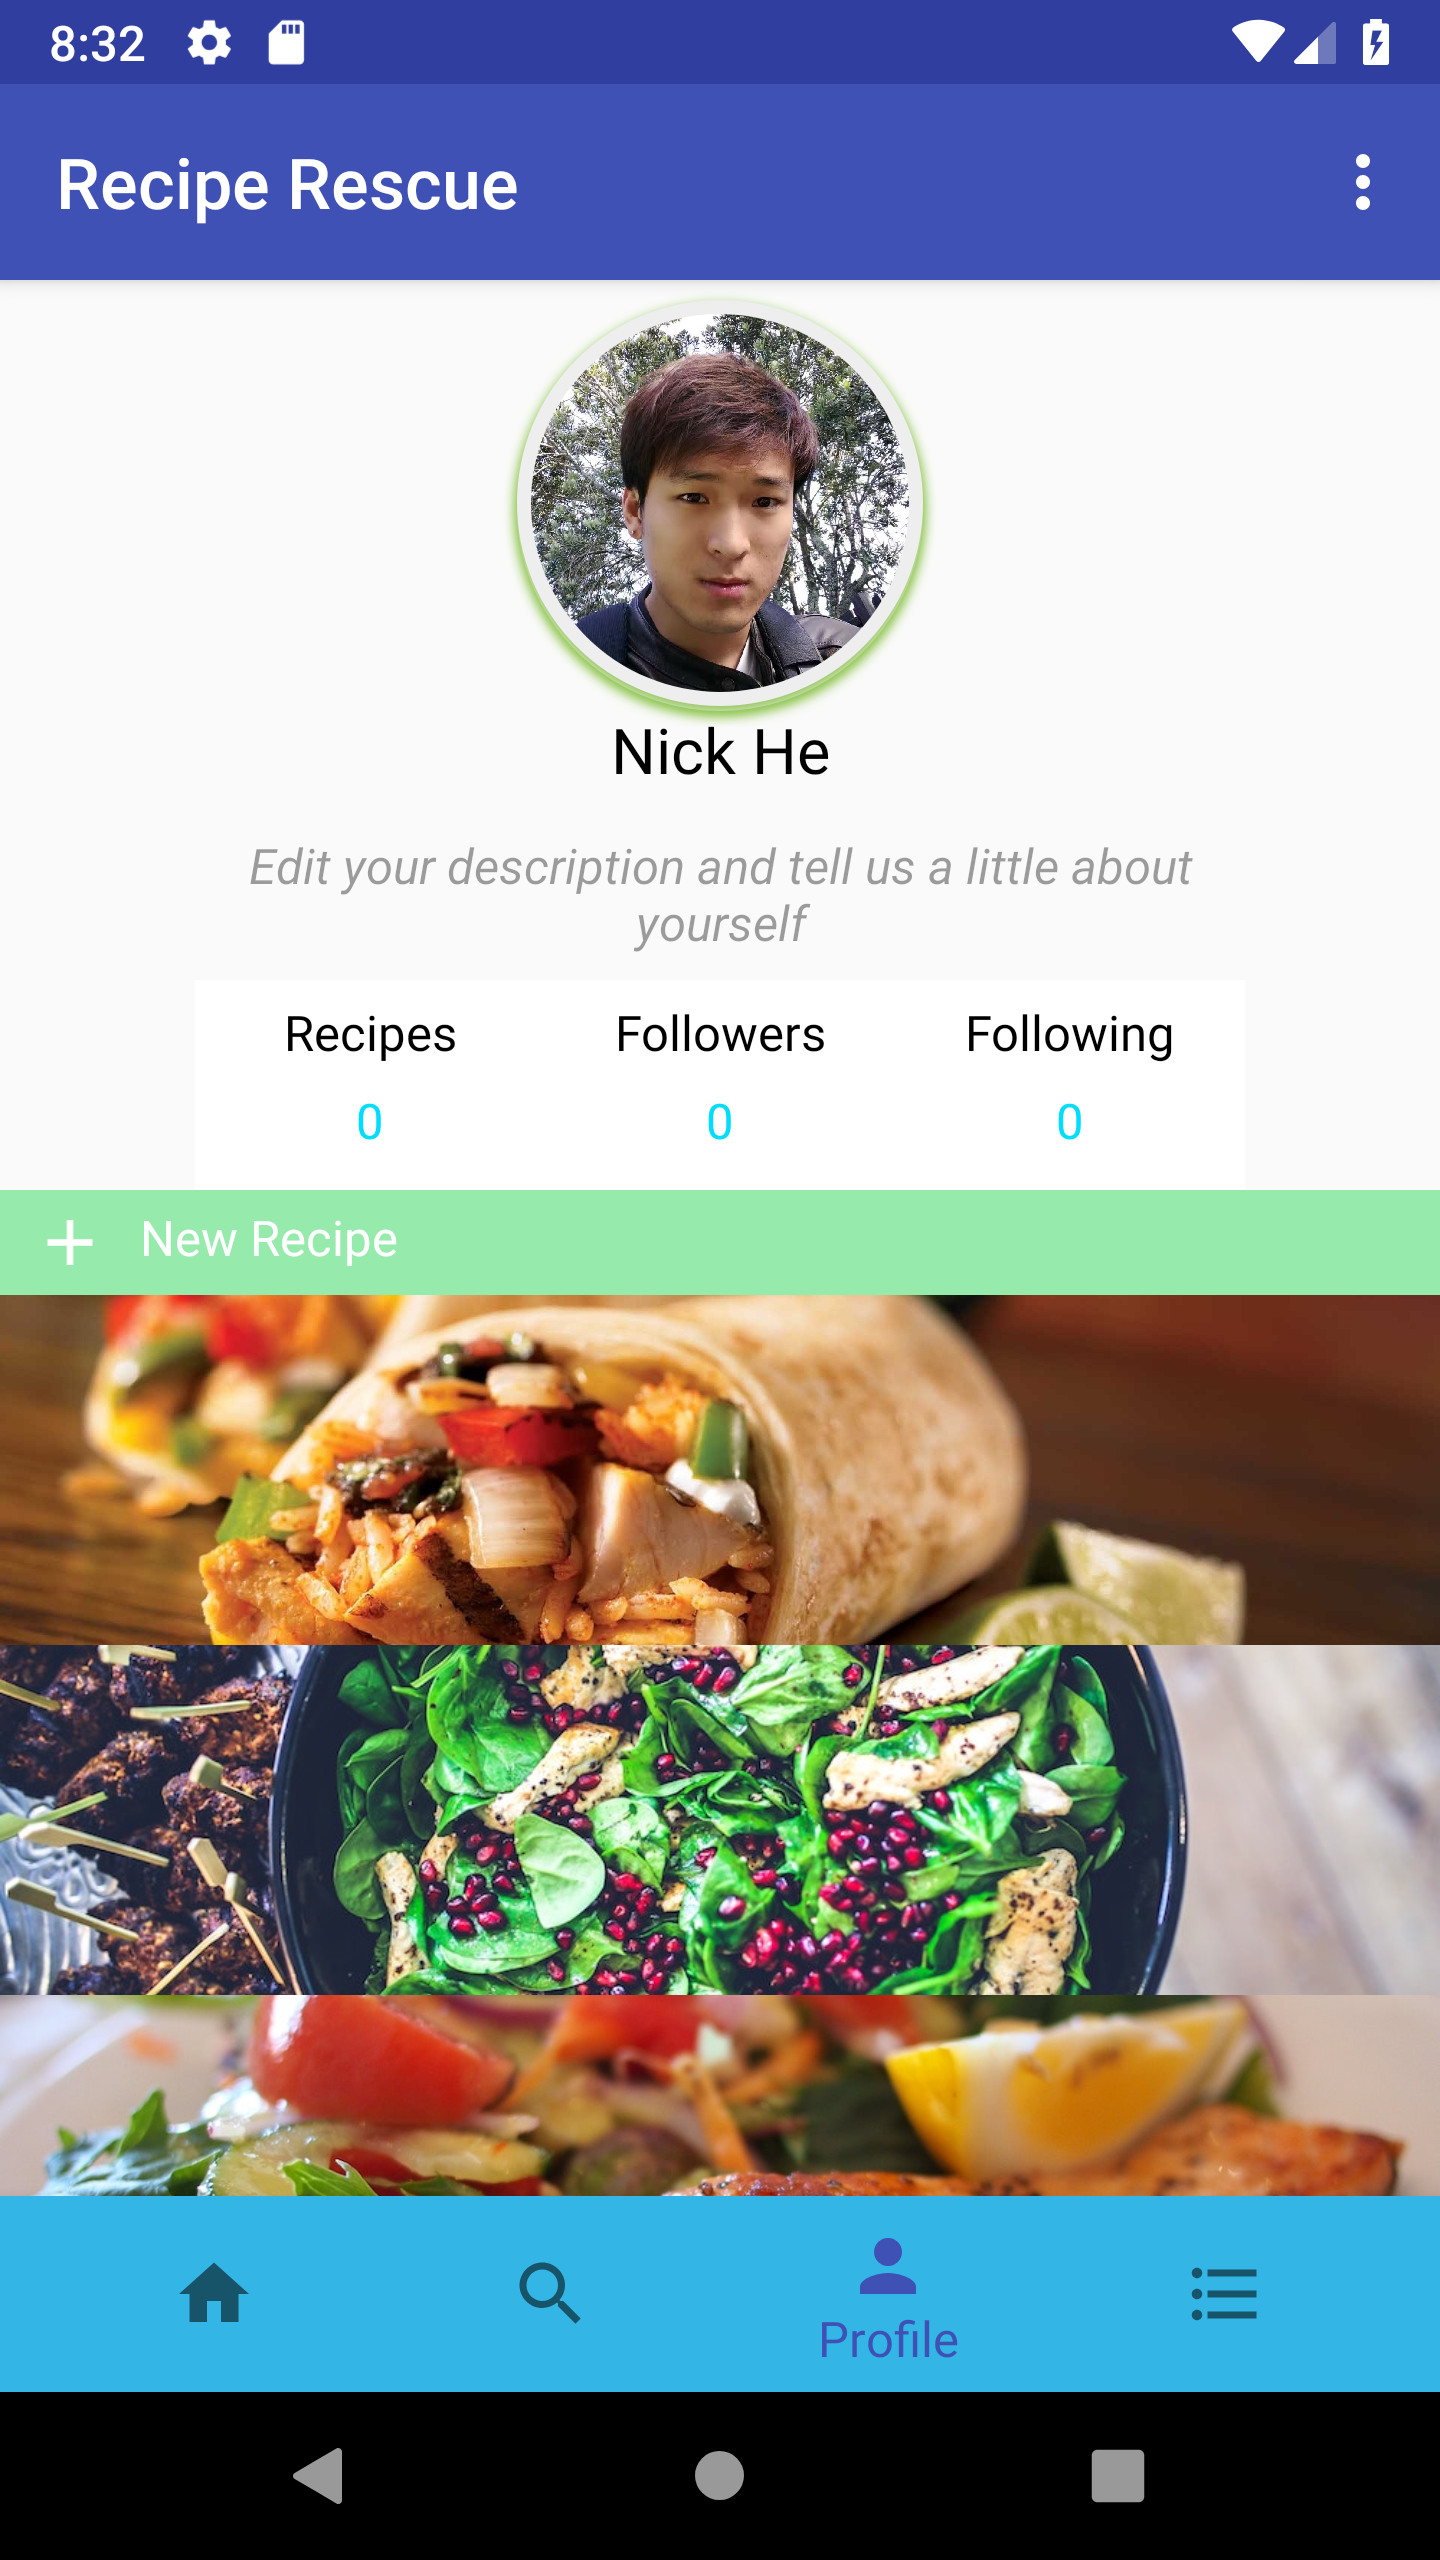 8:32
Recipe Rescue
Nick He
Edit your description and tell us a little about
yourself
Recipes Followers Following
0 0 0
New Recipe
Profile